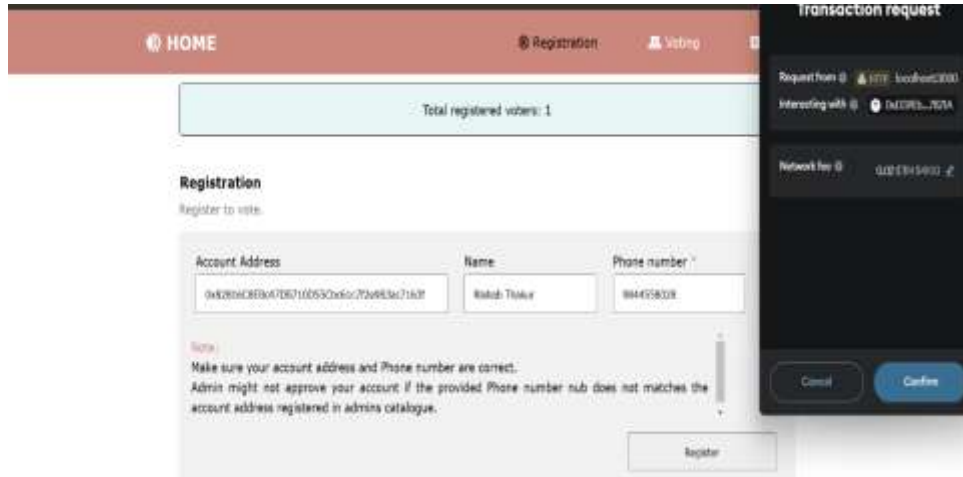 HOME
Registration
Voting
Total registered voters: 1
Registration
Register to vote.
Account Address
Name
Phone number *
Thakur
Note:
Make sure your account address and Phone number are correct.
Admin might not approve your account if the provided Phone number nub does not matches the
account address registered in admins catalogue.
Register
Transaction request
Request from
HTTP localhost:3000
Interacting with
Network fee
Cancel
Confirm